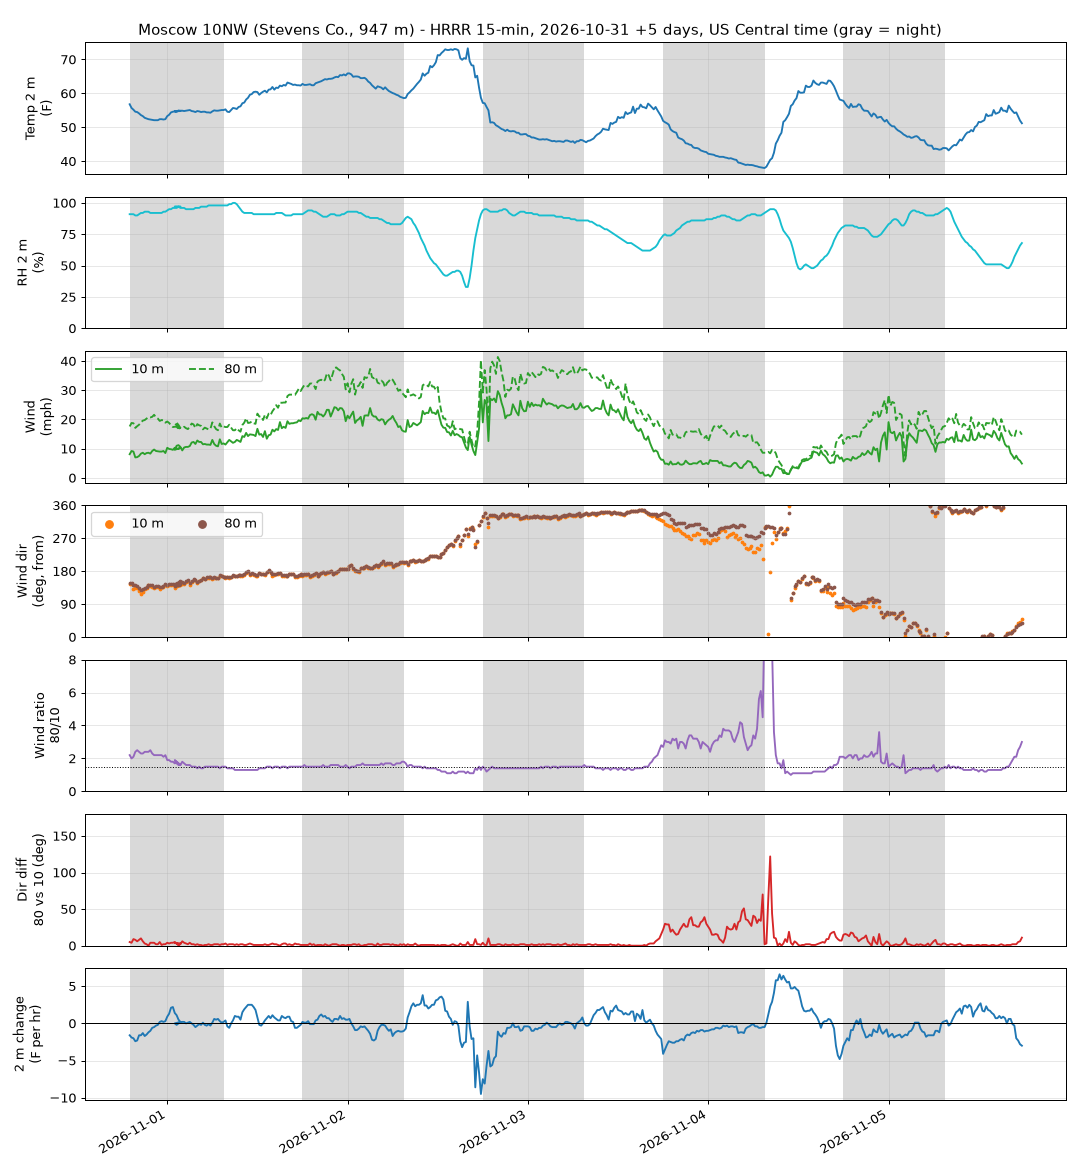 Moscow 10NW (Stevens Co., 947 m) - HRRR 15-min, 2026-10-31 +5 days, US Central time (gray = night)
Temp 2 m
(F)
70
60
50
40
RH 2 m
(%)
100
75
50
25
0
Wind
(mph)
40
30
20
10
0
10 m
80 m
Wind dir
(deg. from)
360
270
180
90
0
10 m
80 m
Wind ratio
80/10
8
6
4
2
0
Dir diff
80 vs 10 (deg)
150
100
50
0
2 m change
(F per hr)
5
0
−5
−10
2026-11-01
2026-11-02
2026-11-03
2026-11-04
2026-11-05